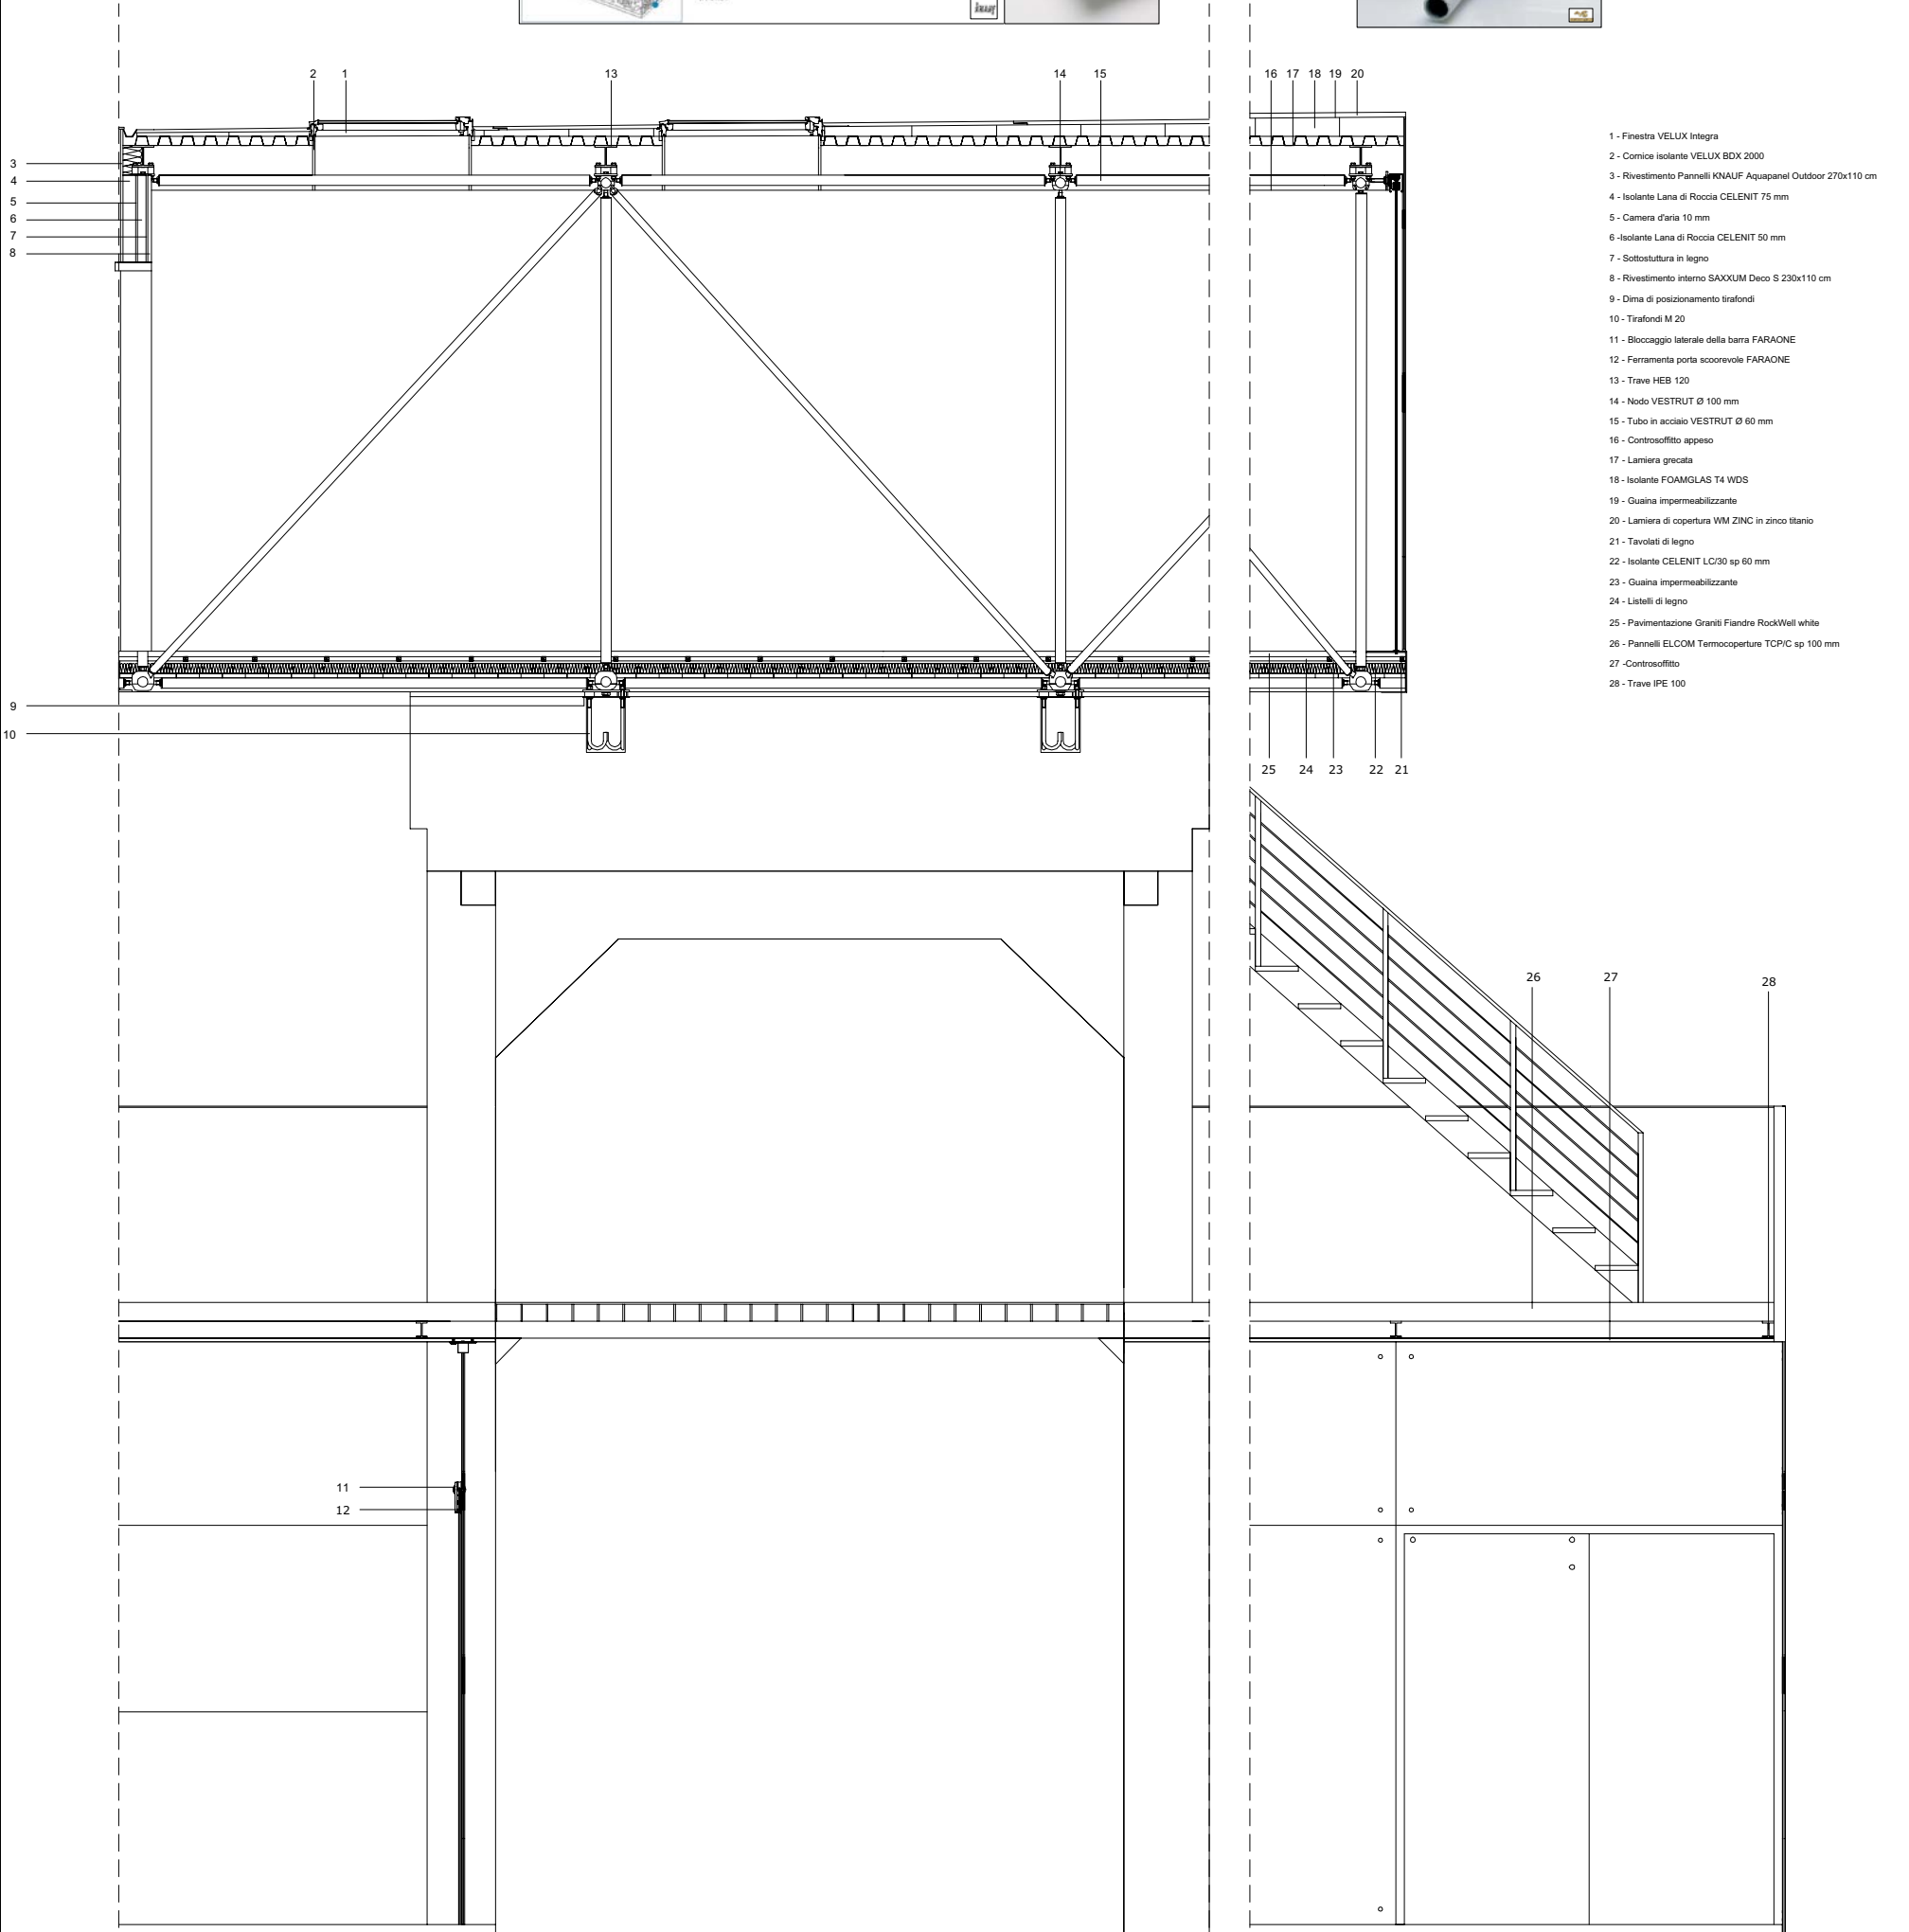 2 1 13 14 15 16 17 18 19 20
3
4
5
6
7
8
1 - Finestra VELUX Integra
2 - Cornice isolante VELUX BDX 2000
3 - Rivestimento Pannelli KNAUF Aquapanel Outdoor 270x110 cm
4 - Isolante Lana di Roccia CELENIT 75 mm
5 - Camera d'aria 10 mm
6 -Isolante Lana di Roccia CELENIT 50 mm
7 - Sottostuttura in legno
8 - Rivestimento interno SAXXUM Deco S 230x110 cm
9 - Dima di posizionamento tirafondi
10 - Tirafondi M 20
11 - Bloccaggio laterale della barra FARAONE
12 - Ferramenta porta scoorevole FARAONE
13 - Trave HEB 120
14 - Nodo VESTRUT Ø 100 mm
15 - Tubo in acciaio VESTRUT Ø 60 mm
16 - Controsoffitto appeso
17 - Lamiera grecata
18 - Isolante FOAMGLAS T4 WDS
19 - Guaina impermeabilizzante
20 - Lamiera di copertura WM ZINC in zinco titanio
21 - Tavolati di legno
22 - Isolante CELENIT LC/30 sp 60 mm
23 - Guaina impermeabilizzante
24 - Listelli di legno
25 - Pavimentazione Graniti Fiandre RockWell white
26 - Pannelli ELCOM Termocoperture TCP/C sp 100 mm
27 -Controsoffitto
28 - Trave IPE 100
9
10
25 24 23 22 21
26 27 28
11
12